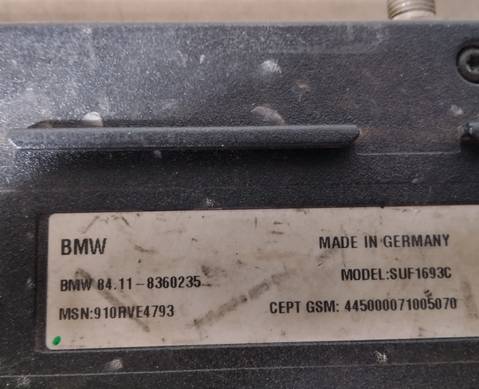 BMW
MADE IN GERMANY
BMW 84.11-8360235
MODEL:SUF1693C
MSN:910RVE4793
CEPT GSM: 445000071005070